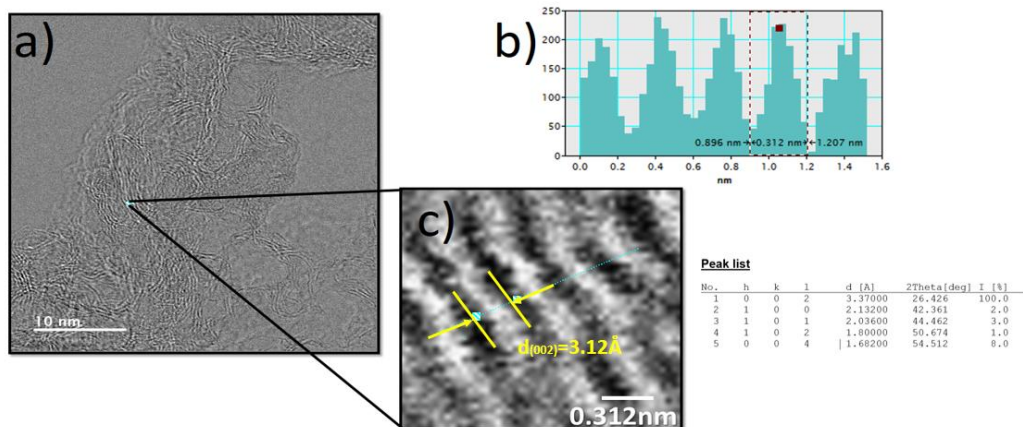 a)
10 nm
b)
250
200
150
100
50
0
0.896 nm 0.312 nm 1.207 nm
0.0 0.2 0.4 0.6 0.8 1.0 1.2 1.4 1.6
nm
c)
d(002)=3.12Å
0.312nm
Peak list
No. h k l d [A] 2Theta[deg] I [%]
1 0 0 2 3.37000 26.426 100.0
2 1 0 0 2.13200 42.361 2.0
3 1 0 1 2.03600 44.462 3.0
4 1 0 2 1.80000 50.674 1.0
5 0 0 4 1.68200 54.512 8.0